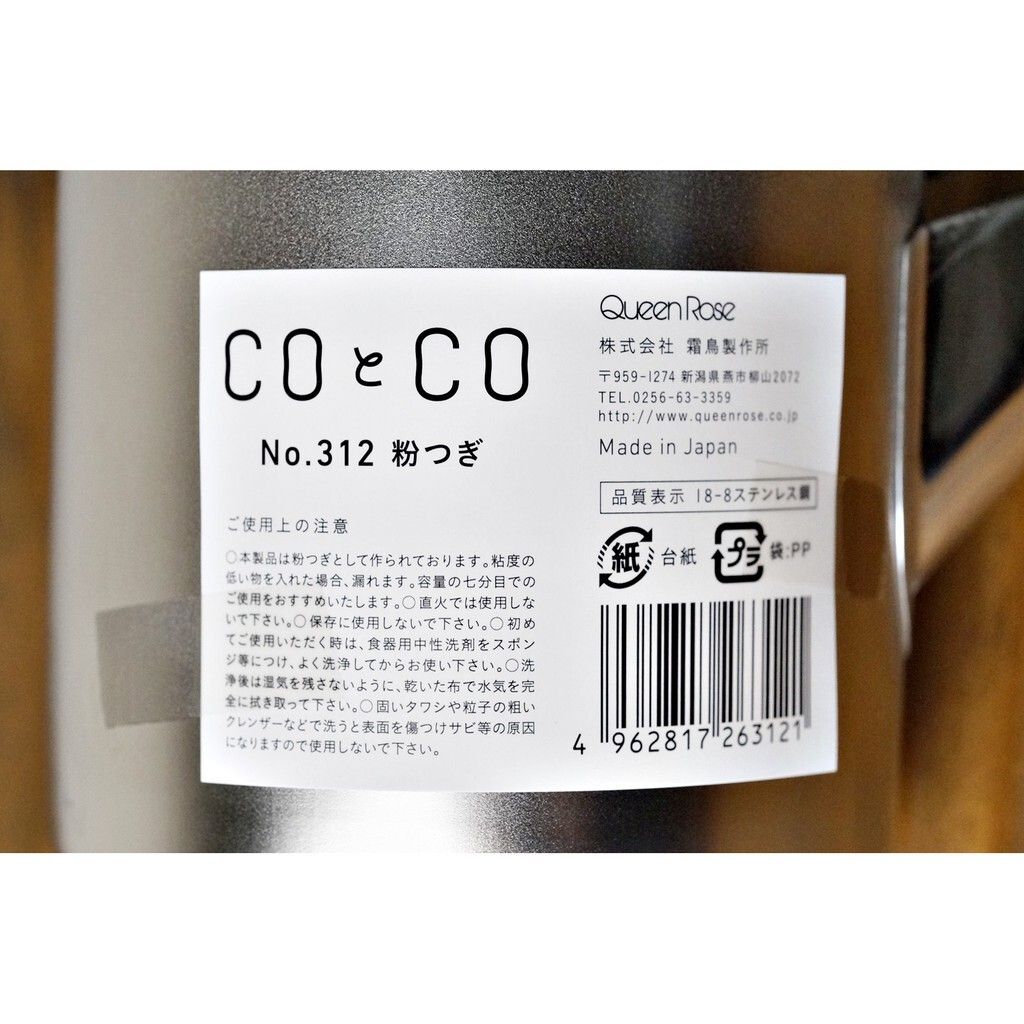 COとCO
No.312 粉つぎ
ご使用上の注意
○本製品は粉つぎとして作られております。粘度の
低い物を入れた場合、漏れます。容量の七分目での
ご使用をおすすめいたします。○直火では使用しな
いで下さい。○保存に使用しないで下さい。○初め
てご使用いただく時は、食器用中性洗剤をスポン
ジ等につけ、よく洗浄してからお使い下さい。○洗
浄後は湿気を残さないように、乾いた布で水気を完
全に拭き取って下さい。○固いタワシや粒子の粗い
クレンザーなどで洗うと表面を傷つけサビ等の原因
になりますので使用しないで下さい。
Queen Rose
株式会社 霜鳥製作所
〒959-1274 新潟県燕市柳山2072
TEL.0256-63-3359
http://www.queenrose.co.jp
Made in Japan
品質表示 18-8ステンレス鋼
紙 台紙 プラ 袋:PP
4 962817 263121